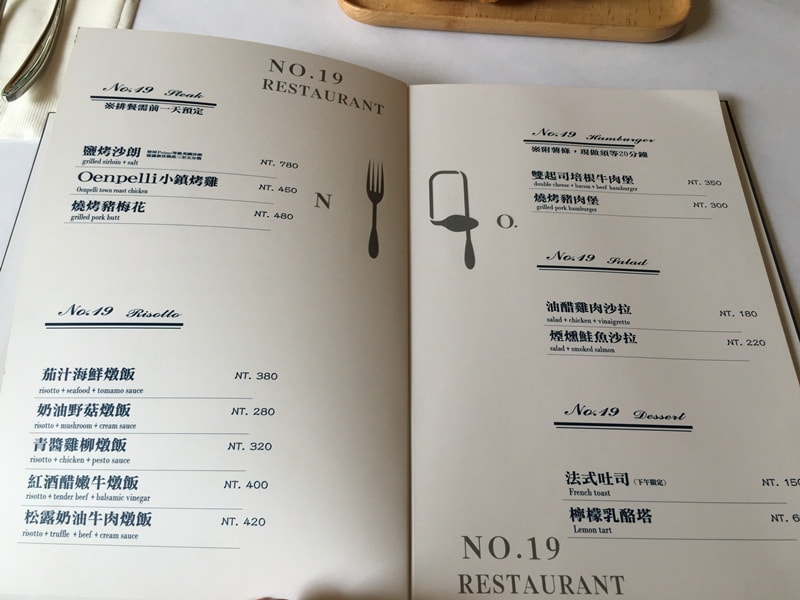 NO.19
RESTAURANT
No.19 Steak
※排餐需前一天預定
鹽烤沙朗
grilled sirloin + salt
NT. 780
Oenpelli小鎮烤雞
Oenpelli town roast chicken
NT. 450
燒烤豬梅花
grilled pork butt
NT. 480
N
No.19 Risotto
茄汁海鮮燉飯
NT. 380
risotto + seafood + tomamo sauce
奶油野菇燉飯
NT. 280
risotto + mushroom + cream sauce
青醬雞柳燉飯
NT. 320
risotto + chicken + pesto sauce
紅酒醋嫩牛燉飯
NT. 400
risotto + tender beef + balsamic vinegar
松露奶油牛肉燉飯
NT. 420
risotto + truffle + beef + cream sauce
O.
No.19 Hamburger
※附薯條，現做須等20分鐘
雙起司培根牛肉堡
NT. 350
double cheese + bacon + beef hamburger
燒烤豬肉堡
NT. 300
grilled pork hamburger
No.19 Salad
油醋雞肉沙拉
NT. 180
salad + chicken + vinaigrette
煙燻鮭魚沙拉
NT. 220
salad + smoked salmon
No.19 Dessert
法式吐司（下午限定）
NT. 150
French toast
檸檬乳酪塔
NT. 6
Lemon tart
NO.19
RESTAURANT